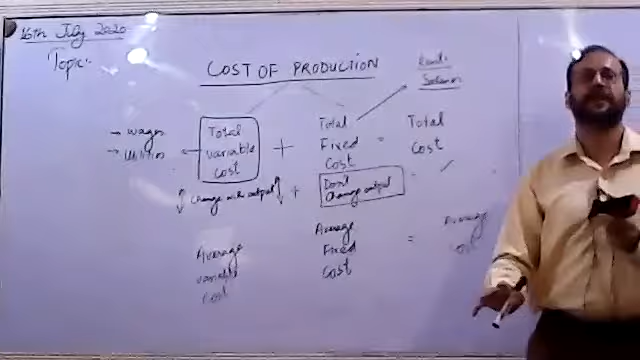 16th July 2020
Topic:-
COST OF PRODUCTION
Rent
Salaries
→ wages
→ utilities
Total
variable
cost
+
Total
Fixed
Cost
=
Total
Cost
change with output
+
Don't
change output
=
Average
variable
cost
Average
Fixed
Cost
=
Average
cost